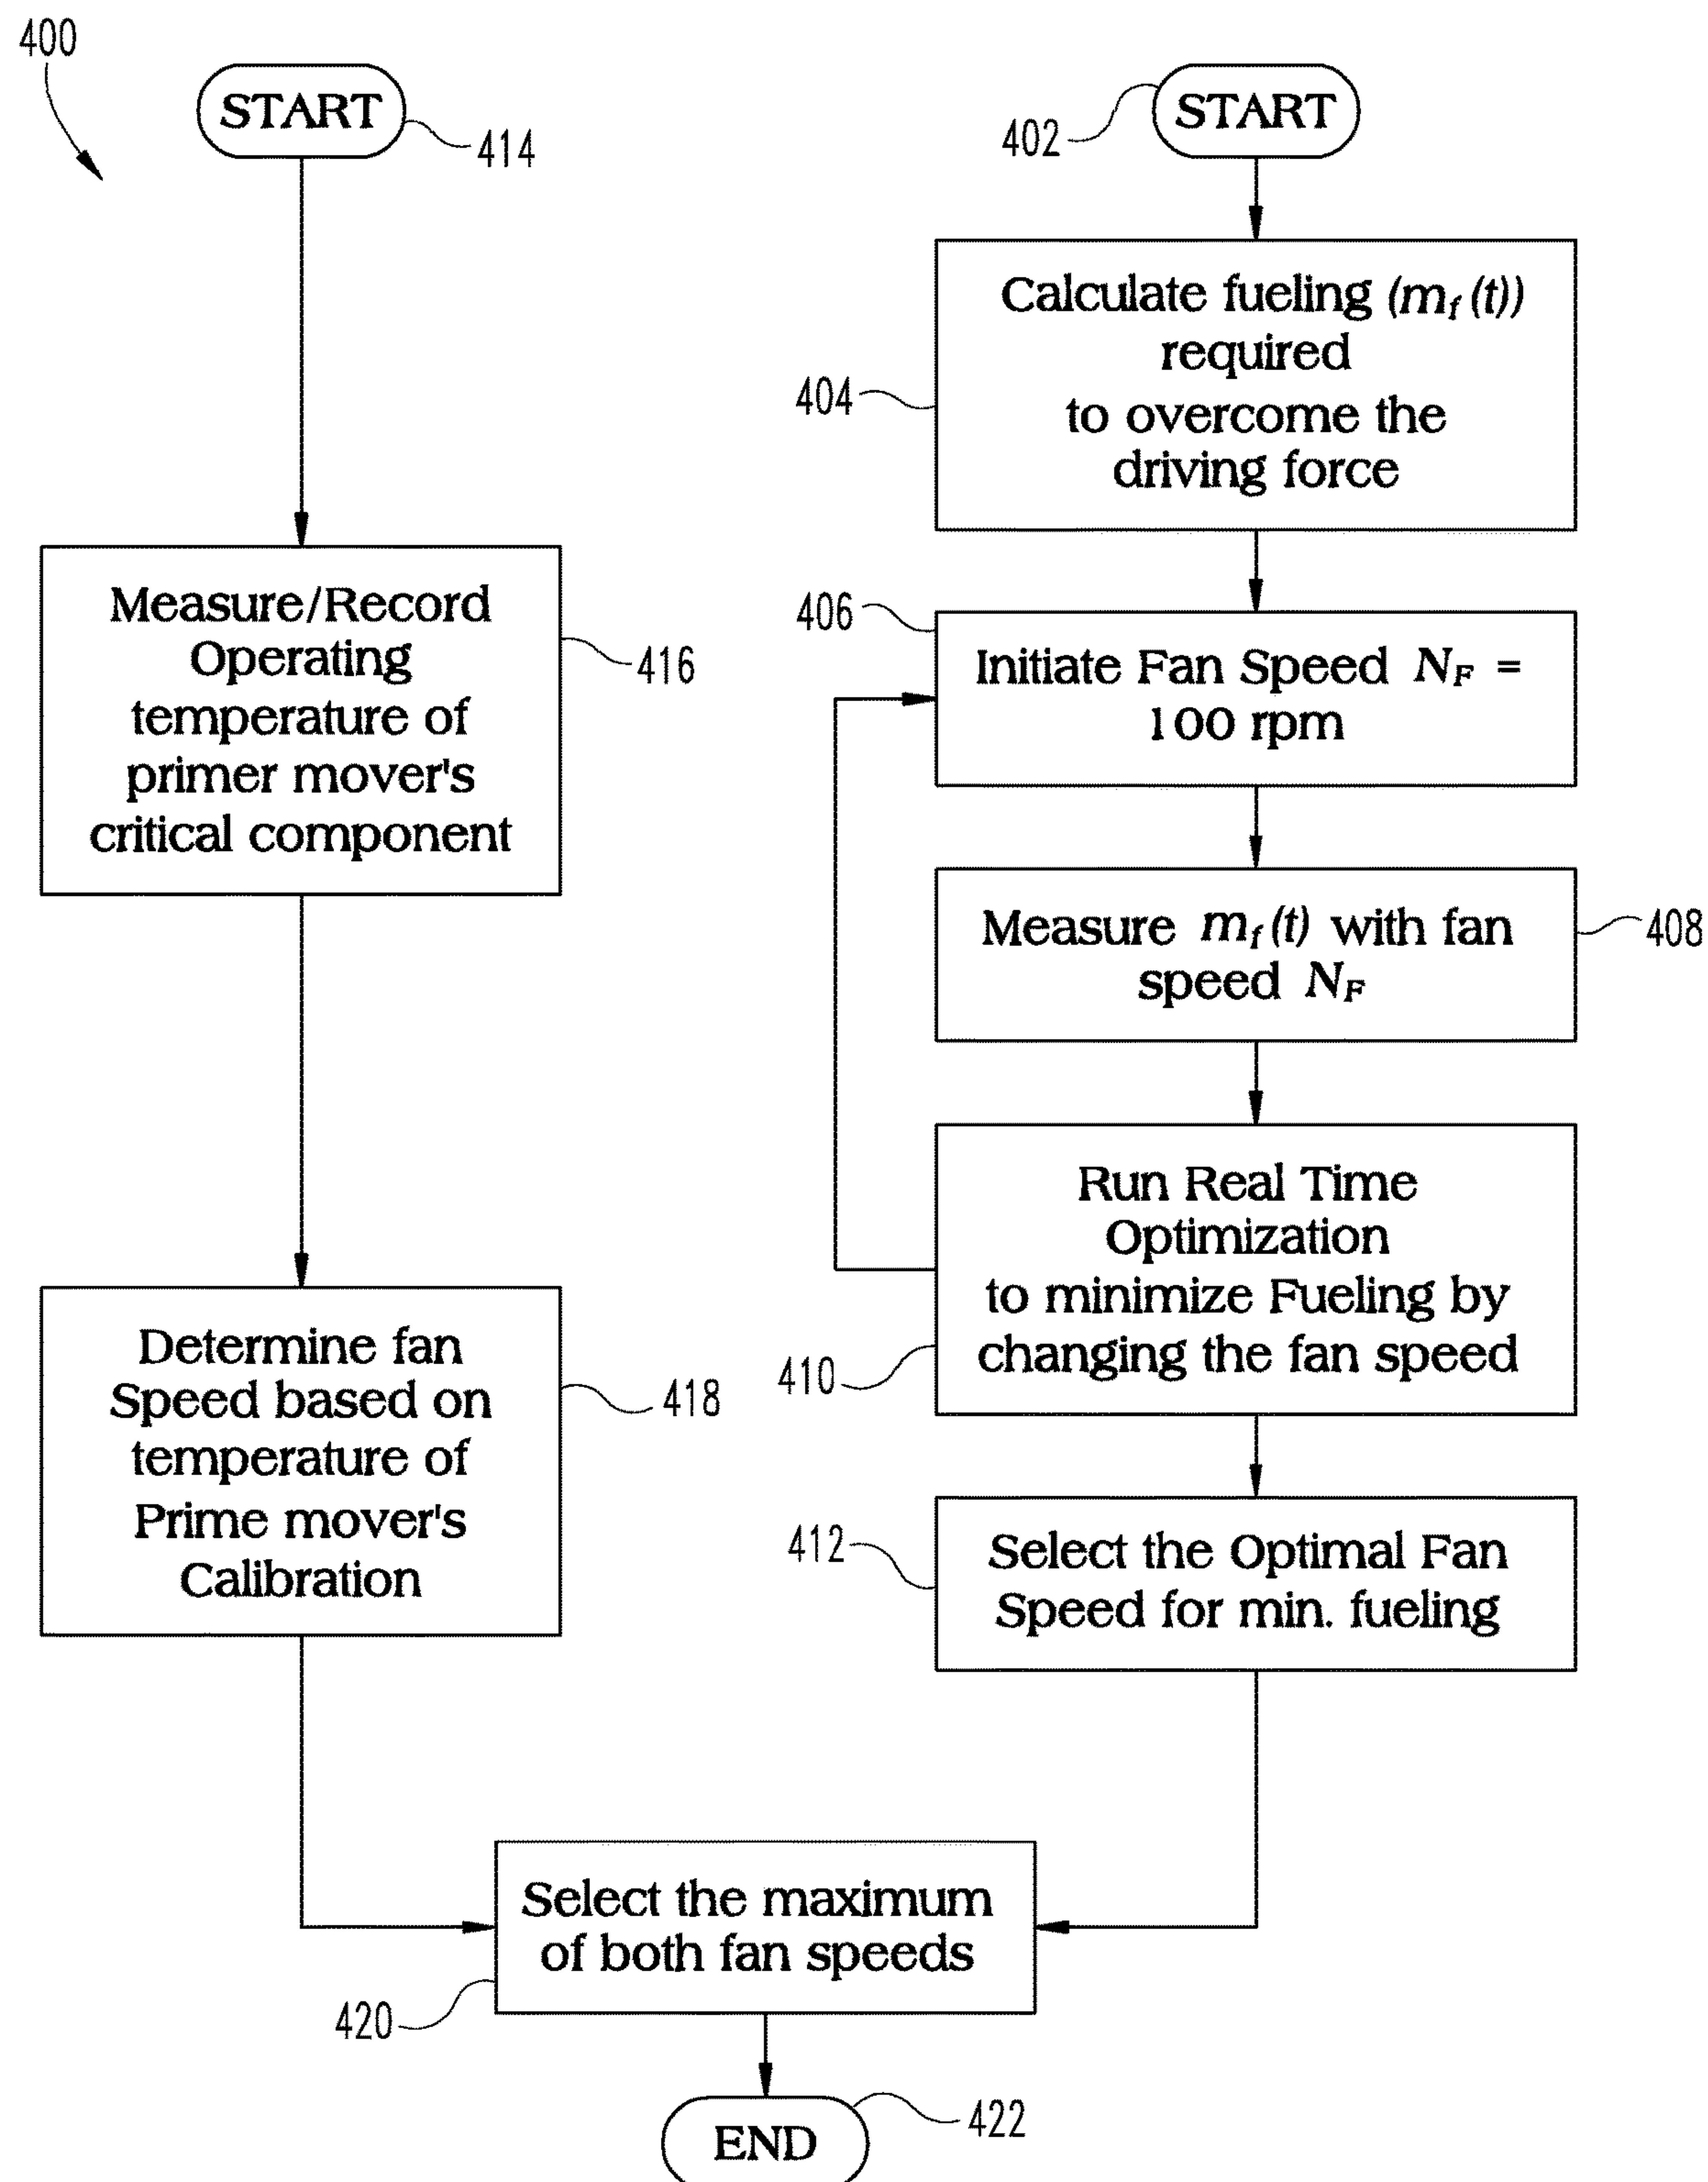 400
START
414
START
402
Calculate fueling (m_f (t))
required
to overcome the
driving force
404
Measure/Record
Operating
temperature of
primer mover's
critical component
416
406
Initiate Fan Speed N_F =
100 rpm
Measure m_f (t) with fan
speed N_F
408
Run Real Time
Optimization
to minimize Fueling by
changing the fan speed
410
Determine fan
Speed based on
temperature of
Prime mover's
Calibration
418
412
Select the Optimal Fan
Speed for min. fueling
Select the maximum
of both fan speeds
420
END
422